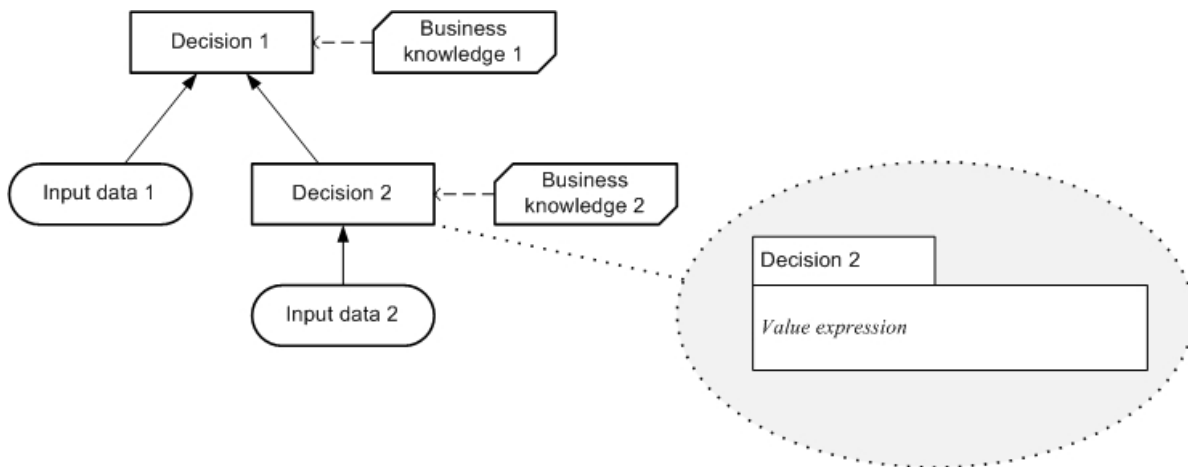 Decision 1
Business
knowledge 1
Input data 1
Decision 2
Business
knowledge 2
Input data 2
Decision 2
Value expression